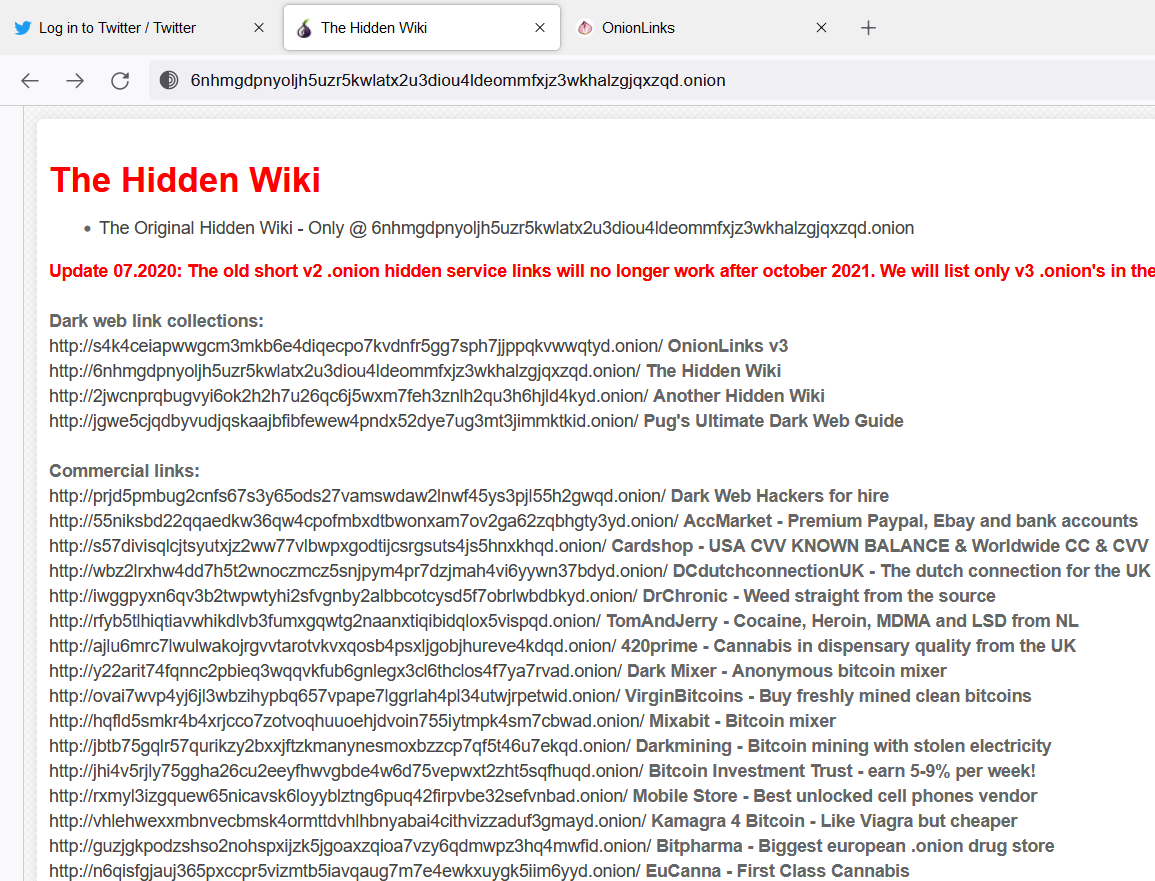 Log in to Twitter / Twitter
The Hidden Wiki
OnionLinks
6nhmgdpnyoljh5uzr5kwlatx2u3diou4ldeommfxjz3wkhalzgjqxzqd.onion
The Hidden Wiki
The Original Hidden Wiki - Only @ 6nhmgdpnyoljh5uzr5kwlatx2u3diou4ldeommfxjz3wkhalzgjqxzqd.onion
Update 07.2020: The old short v2 .onion hidden service links will no longer work after october 2021. We will list only v3 .onion's in the
Dark web link collections:
http://s4k4ceiapwwgcm3mkb6e4diqecpo7kvdnfr5gg7sph7jjppqkvwwqtyd.onion/ OnionLinks v3
http://6nhmgdpnyoljh5uzr5kwlatx2u3diou4ldeommfxjz3wkhalzgjqxzqd.onion/ The Hidden Wiki
http://2jwcnprqbugvyi6ok2h2h7u26qc6j5wxm7feh3znlh2qu3h6hjld4kyd.onion/ Another Hidden Wiki
http://jgwe5cjqdbyvudjqskaajbfibfewew4pndx52dye7ug3mt3jimmktkid.onion/ Pug's Ultimate Dark Web Guide
Commercial links:
http://prjd5pmbug2cnfs67s3y65ods27vamswdaw2lnwf45ys3pjl55h2gwqd.onion/ Dark Web Hackers for hire
http://55niksbd22qqaedkw36qw4cpofmbxdtbwonxam7ov2ga62zqbhgty3yd.onion/ AccMarket - Premium Paypal, Ebay and bank accounts
http://s57divisqlcjtsyutxjz2ww77vlbwpxgodtijcsrgsuts4js5hnxkhqd.onion/ Cardshop - USA CVV KNOWN BALANCE & Worldwide CC & CVV
http://wbz2lrxhw4dd7h5t2wnoczmcz5snjpym4pr7dzjmah4vi6yywn37bdyd.onion/ DCdutchconnectionUK - The dutch connection for the UK
http://iwggpyxn6qv3b2twpwtyhi2sfvgnby2albbcotcysd5f7obrlwbdbkyd.onion/ DrChronic - Weed straight from the source
http://rfyb5tlhiqtiavwhikdlvb3fumxgqwtg2naanxtiqibidqlox5vispqd.onion/ TomAndJerry - Cocaine, Heroin, MDMA and LSD from NL
http://ajlu6mrc7lwulwakojrgvvtarotvkvxqosb4psxljgobjhureve4kdqd.onion/ 420prime - Cannabis in dispensary quality from the UK
http://y22arit74fqnnc2pbieq3wqqvkfub6gnlegx3cl6thclos4f7ya7rvad.onion/ Dark Mixer - Anonymous bitcoin mixer
http://ovai7wvp4yj6jl3wbzihypbq657vpape7lggrlah4pl34utwjrpetwid.onion/ VirginBitcoins - Buy freshly mined clean bitcoins
http://hqfld5smkr4b4xrjcco7zotvoqhuuoehjdvoin755iytmpk4sm7cbwad.onion/ Mixabit - Bitcoin mixer
http://jbtb75gqlr57qurikzy2bxxjftzkmanynesmoxbzzcp7qf5t46u7ekqd.onion/ Darkmining - Bitcoin mining with stolen electricity
http://jhi4v5rjly75ggha26cu2eeyfhwvgbde4w6d75vepwxt2zht5sqfhuqd.onion/ Bitcoin Investment Trust - earn 5-9% per week!
http://rxmyl3izgquew65nicavsk6loyyblztng6puq42firpvbe32sefvnbad.onion/ Mobile Store - Best unlocked cell phones vendor
http://vhlehwexxmbnvecbmsk4ormttdvhlhbnyabai4cithvizzaduf3gmayd.onion/ Kamagra 4 Bitcoin - Like Viagra but cheaper
http://guzjgkpodzshso2nohspxijzk5jgoaxzqioa7vzy6qdmwpz3hq4mwfid.onion/ Bitpharma - Biggest european .onion drug store
http://n6qisfgjauj365pxccpr5vizmtb5iavqaug7m7e4ewkxuygk5iim6yyd.onion/ EuCanna - First Class Cannabis